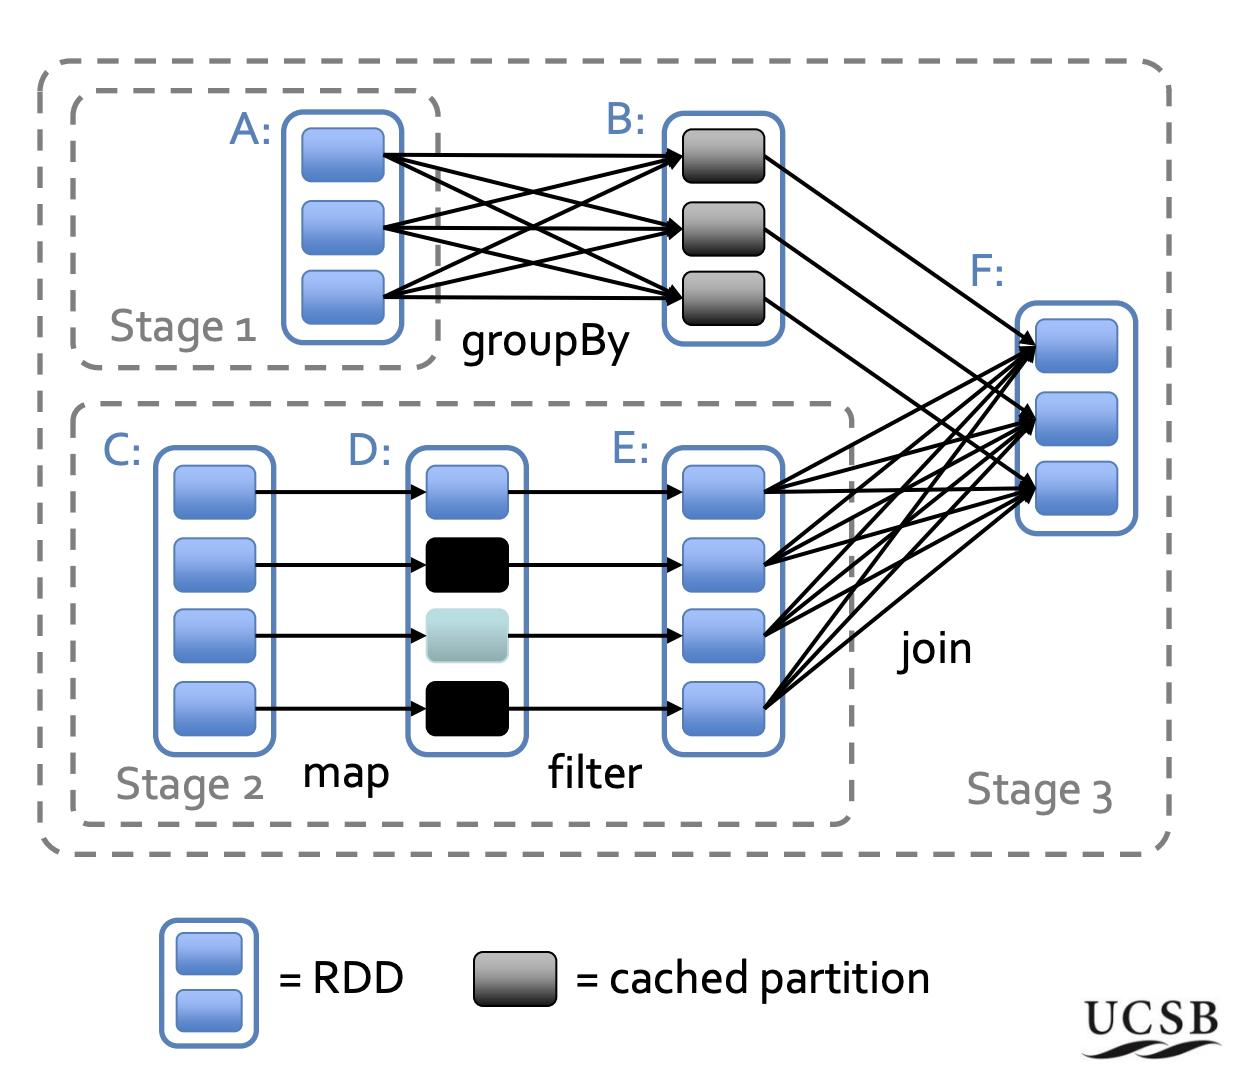 A:
B:
F:
Stage 1
groupBy
C:
D:
E:
join
Stage 2
map
filter
Stage 3
= RDD
= cached partition
UCSB